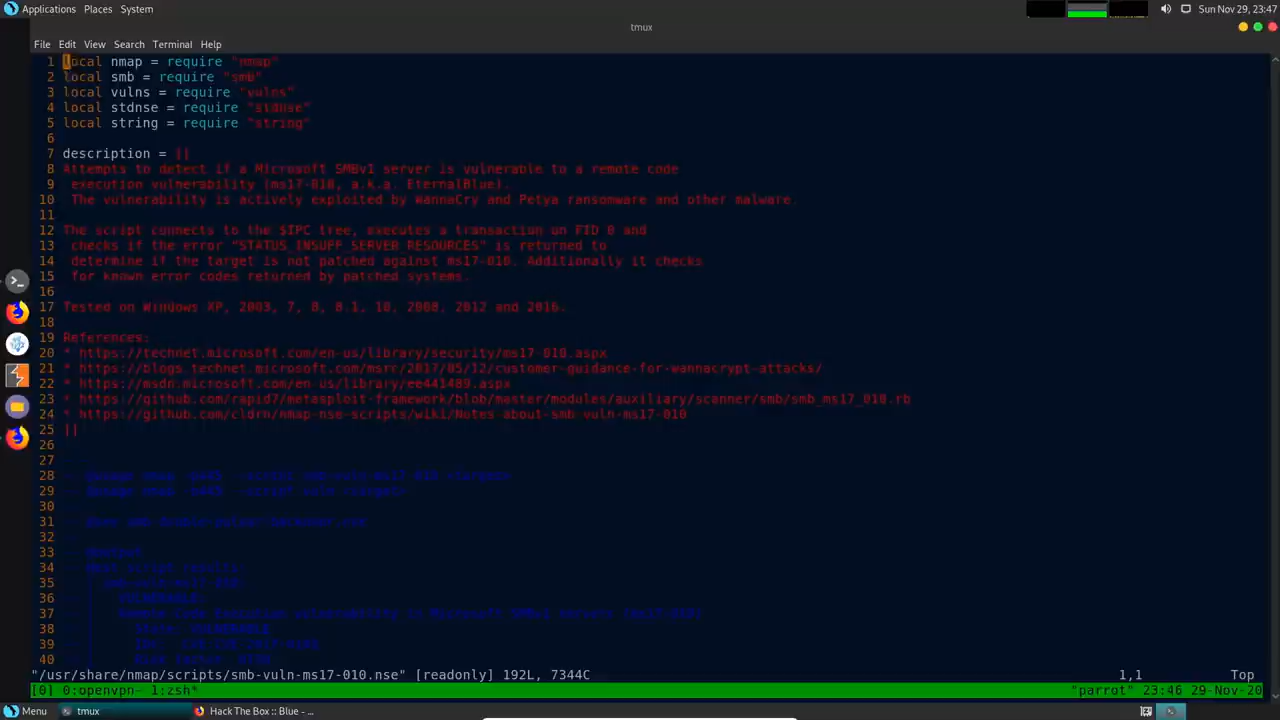 Applications Places System Sun Nov 29, 23:47
tmux
File Edit View Search Terminal Help
1 local nmap = require "nmap"
2 local smb = require "smb"
3 local vulns = require "vulns"
4 local stdnse = require "stdnse"
5 local string = require "string"
6
7 description = [[
8 Attempts to detect if a Microsoft SMBv1 server is vulnerable to a remote code
9 execution vulnerability (ms17-010, a.k.a. EternalBlue).
10 The vulnerability is actively exploited by WannaCry and Petya ransomware and other malware.
11
12 The script connects to the $IPC tree, executes a transaction on FID 0 and
13 checks if the error "STATUS_INSUFF_SERVER_RESOURCES" is returned to
14 determine if the target is not patched against ms17-010. Additionally it checks
15 for known error codes returned by patched systems.
16
17 Tested on Windows XP, 2003, 7, 8, 8.1, 10, 2008, 2012 and 2016.
18
19 References:
20 * https://technet.microsoft.com/en-us/library/security/ms17-010.aspx
21 * https://blogs.technet.microsoft.com/msrc/2017/05/12/customer-guidance-for-wannacrypt-attacks/
22 * https://msdn.microsoft.com/en-us/library/ee441489.aspx
23 * https://github.com/rapid7/metasploit-framework/blob/master/modules/auxiliary/scanner/smb/smb_ms17_010.rb
24 * https://github.com/cldrn/nmap-nse-scripts/wiki/Notes-about-smb-vuln-ms17-010
25 ]]
26
27
28 -- @usage nmap -p445 --script smb-vuln-ms17-010 <target>
29 -- @usage nmap -p445 --script vuln <target>
30
31 -- @see
32
33 -- @output
34 -- Host script results:
35 -- | smb-vuln-ms17-010:
36 -- | VULNERABLE:
37 -- | Remote Code Execution vulnerability in Microsoft SMBv1 servers (ms17-010)
38 -- | State: VULNERABLE
39 -- | IDs: CVE:CVE-2017-0143
40 -- | Risk factor: HIGH
"/usr/share/nmap/scripts/smb-vuln-ms17-010.nse" [readonly] 192L, 7344C 1,1 Top
[0] 0:openvpn- 1:zsh* "parrot" 23:46 29-Nov-20
Menu tmux Hack The Box :: Blue - ...